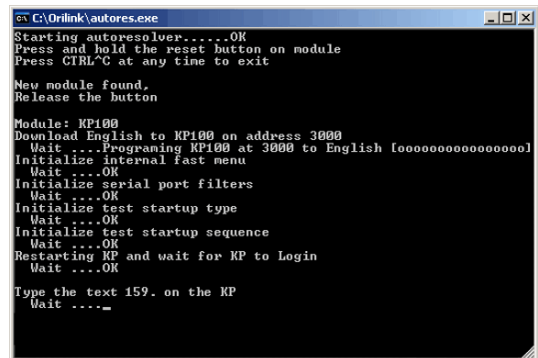 C:\Orilink\autores.exe
Starting autoresolver......OK
Press and hold the reset button on module
Press CTRL^C at any time to exit
New module found,
Release the button
Module: KP100
Download English to KP100 on address 3000
Wait ....Programing KP100 at 3000 to English [oooooooooooooooo]
Initialize internal fast menu
Wait ....OK
Initialize serial port filters
Wait ....OK
Initialize test startup type
Wait ....OK
Initialize test startup sequence
Wait ....OK
Restarting KP and wait for KP to Login
Wait ....OK
Type the text 159. on the KP
Wait ...._